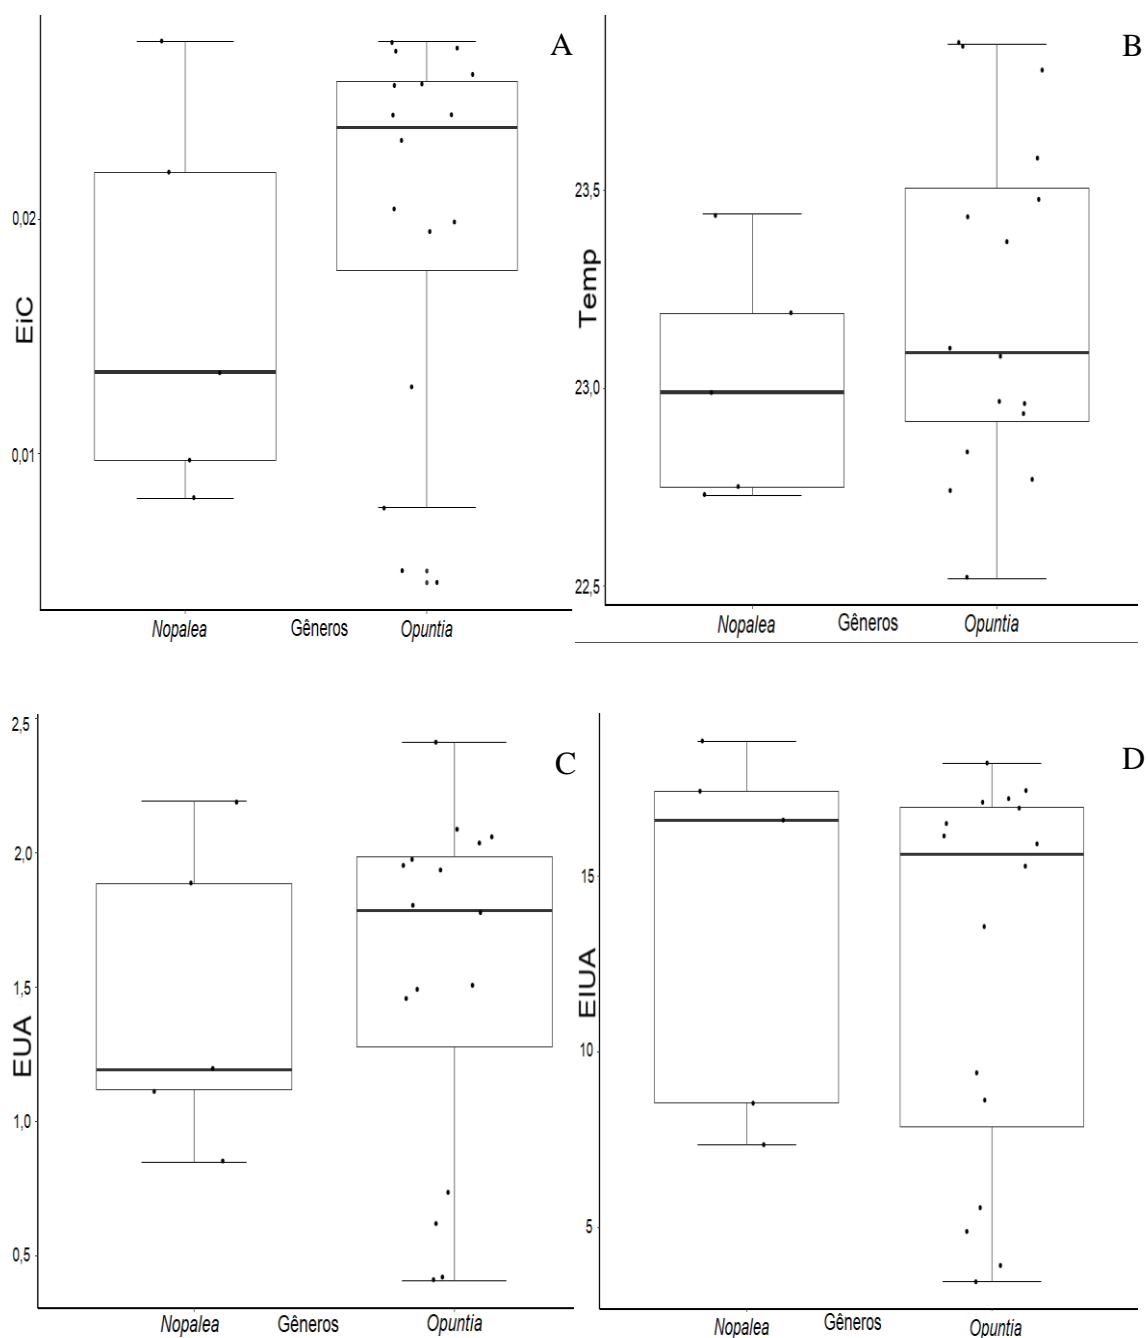 A
EiC
0,02
0,01
Nopalea
Gêneros
Opuntia
B
Temp
23,5
23,0
22,5
Nopalea
Gêneros
Opuntia
C
EUA
2,5
2,0
1,5
1,0
0,5
Nopalea
Gêneros
Opuntia
D
EIUA
15
10
5
Nopalea
Gêneros
Opuntia